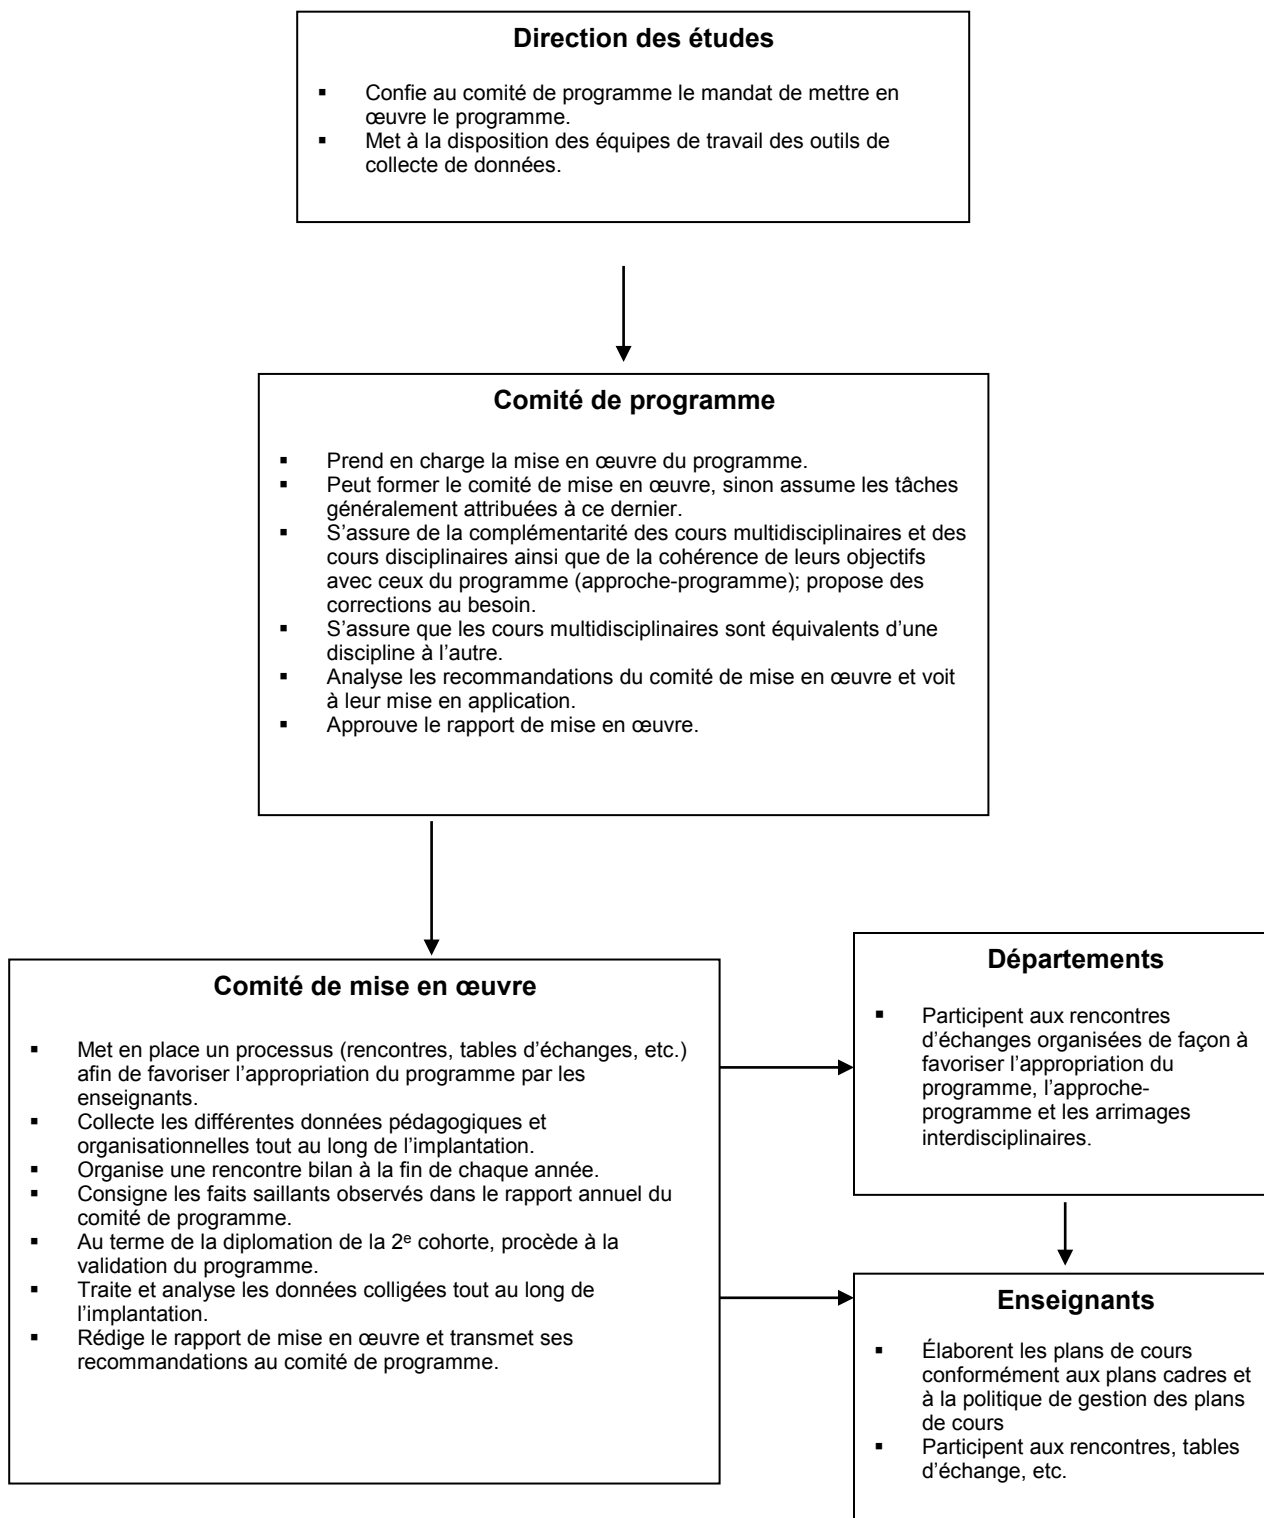 Direction des études
▪ Confie au comité de programme le mandat de mettre en
œuvre le programme.
▪ Met à la disposition des équipes de travail des outils de
collecte de données.
Comité de programme
▪ Prend en charge la mise en œuvre du programme.
▪ Peut former le comité de mise en œuvre, sinon assume les tâches
généralement attribuées à ce dernier.
▪ S’assure de la complémentarité des cours multidisciplinaires et des
cours disciplinaires ainsi que de la cohérence de leurs objectifs
avec ceux du programme (approche-programme); propose des
corrections au besoin.
▪ S’assure que les cours multidisciplinaires sont équivalents d’une
discipline à l’autre.
▪ Analyse les recommandations du comité de mise en œuvre et voit
à leur mise en application.
▪ Approuve le rapport de mise en œuvre.
Comité de mise en œuvre
▪ Met en place un processus (rencontres, tables d’échanges, etc.)
afin de favoriser l’appropriation du programme par les
enseignants.
▪ Collecte les différentes données pédagogiques et
organisationnelles tout au long de l’implantation.
▪ Organise une rencontre bilan à la fin de chaque année.
▪ Consigne les faits saillants observés dans le rapport annuel du
comité de programme.
▪ Au terme de la diplomation de la 2e cohorte, procède à la
validation du programme.
▪ Traite et analyse les données colligées tout au long de
l’implantation.
▪ Rédige le rapport de mise en œuvre et transmet ses
recommandations au comité de programme.
Départements
▪ Participent aux rencontres
d’échanges organisées de façon à
favoriser l’appropriation du
programme, l’approche-
programme et les arrimages
interdisciplinaires.
Enseignants
▪ Élaborent les plans de cours
conformément aux plans cadres et
à la politique de gestion des plans
de cours
▪ Participent aux rencontres, tables
d’échange, etc.